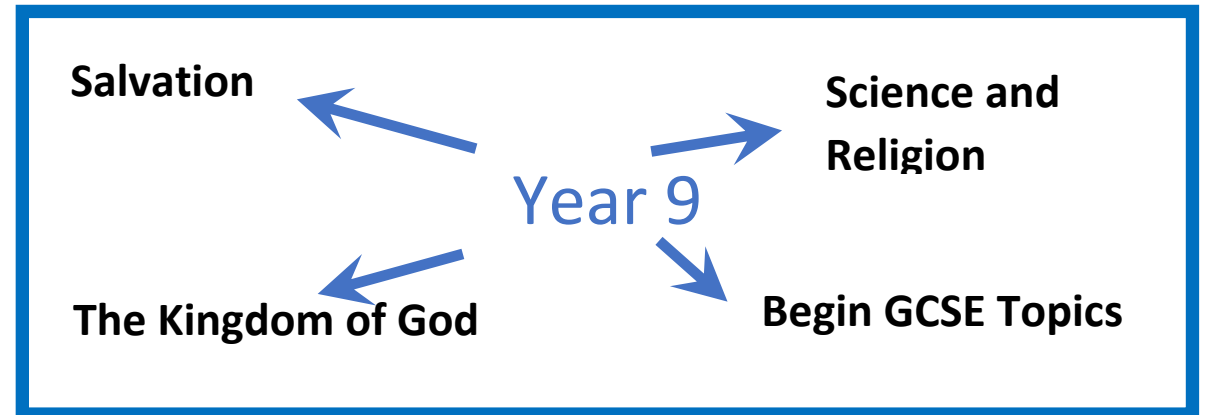 Salvation
Science and
Religion
Year 9
The Kingdom of God
Begin GCSE Topics